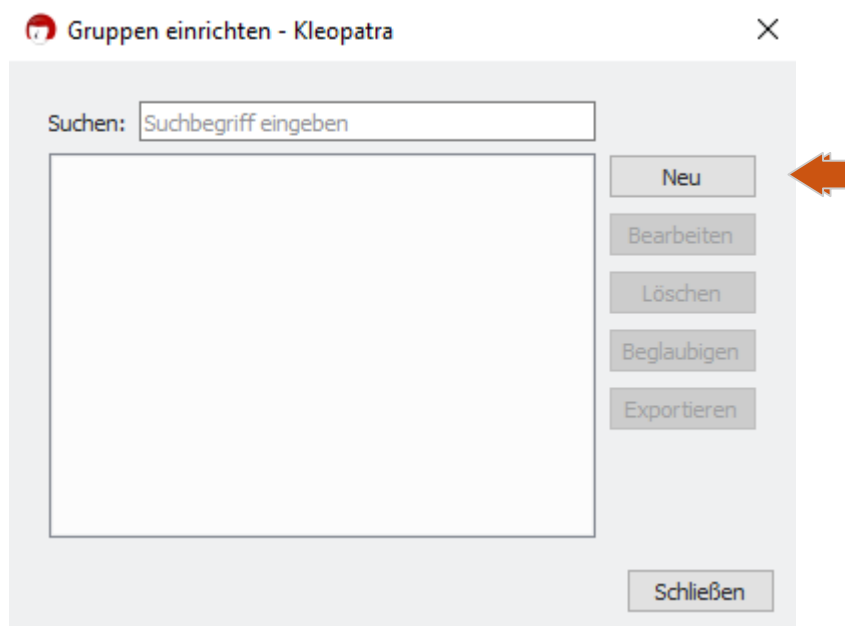 Gruppen einrichten - Kleopatra
Suchen: Suchbegriff eingeben
Neu
Bearbeiten
Löschen
Beglaubigen
Exportieren
Schließen